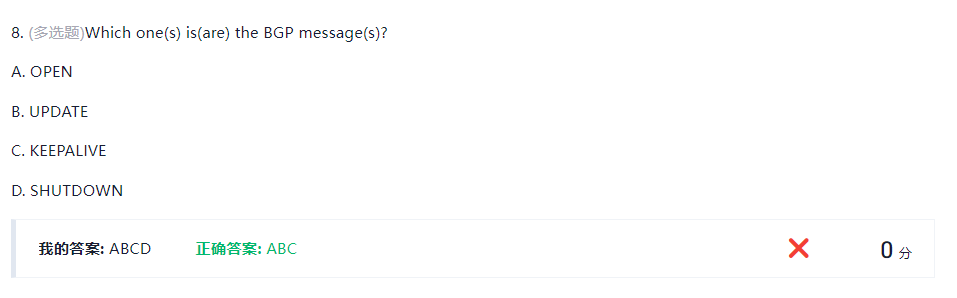 8. (多选题)Which one(s) is(are) the BGP message(s)?
A. OPEN
B. UPDATE
C. KEEPALIVE
D. SHUTDOWN
我的答案: ABCD 正确答案: ABC 0 分